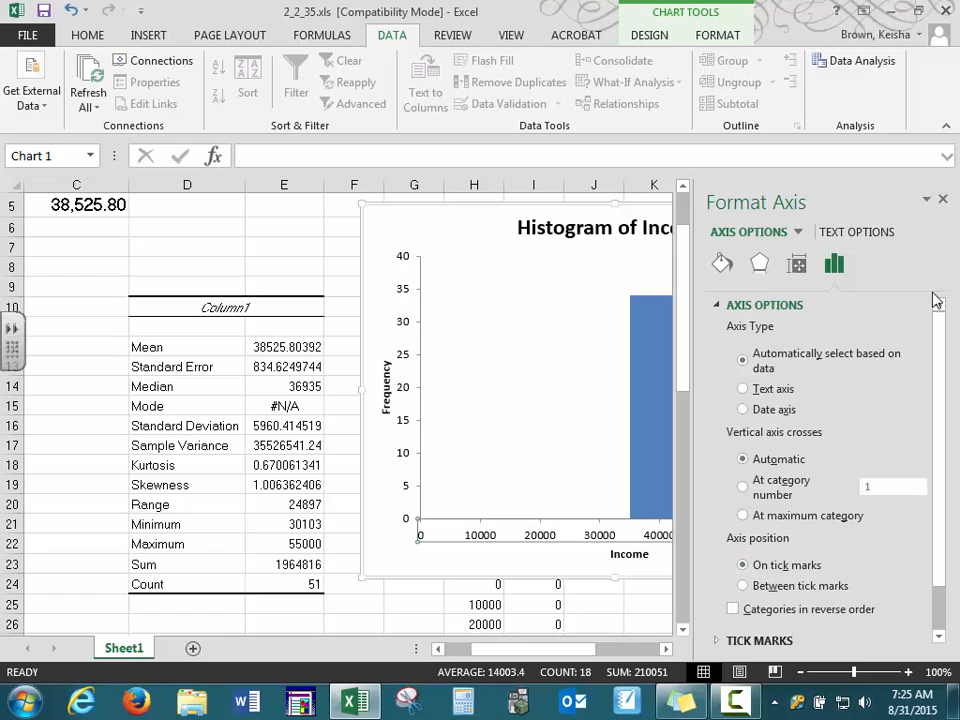 2_2_35.xls [Compatibility Mode] - Excel
CHART TOOLS
?
FILE HOME INSERT PAGE LAYOUT FORMULAS DATA REVIEW VIEW ACROBAT DESIGN FORMAT Brown, Keisha
Get External Data
Refresh All
Connections
Properties
Edit Links
Connections
Sort
Filter
Clear
Reapply
Advanced
Sort & Filter
Text to Columns
Flash Fill
Remove Duplicates
Data Validation
Consolidate
What-If Analysis
Relationships
Data Tools
Group
Ungroup
Subtotal
Outline
Data Analysis
Analysis
Chart 1
fx
C D E F G H I J K
5 38,525.80
6
7
8
9
10 Column1
Mean 38525.80392
13 Standard Error 834.6249744
14 Median 36935
15 Mode #N/A
16 Standard Deviation 5960.414519
17 Sample Variance 35526541.24
18 Kurtosis 0.670061341
19 Skewness 1.006362406
20 Range 24897
21 Minimum 30103
22 Maximum 55000
23 Sum 1964816
24 Count 51 0 0
25 10000 0
26 20000 0
Histogram of Inco
40
35
30
25
20
15
10
5
0
Frequency
0 10000 20000 30000 40000
Income
Format Axis
AXIS OPTIONS TEXT OPTIONS
AXIS OPTIONS
Axis Type
Automatically select based on
data
Text axis
Date axis
Vertical axis crosses
Automatic
At category
number
1
At maximum category
Axis position
On tick marks
Between tick marks
Categories in reverse order
TICK MARKS
Sheet1
READY AVERAGE: 14003.4 COUNT: 18 SUM: 210051 100%
7:25 AM
8/31/2015